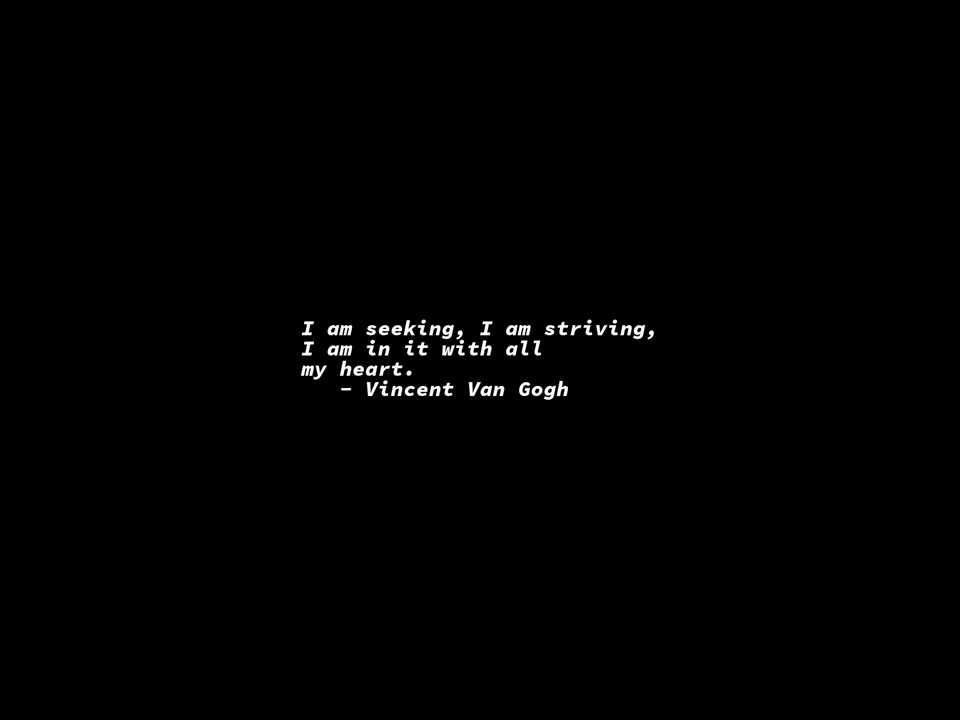 I am seeking, I am striving,
I am in it with all
my heart.
– Vincent Van Gogh